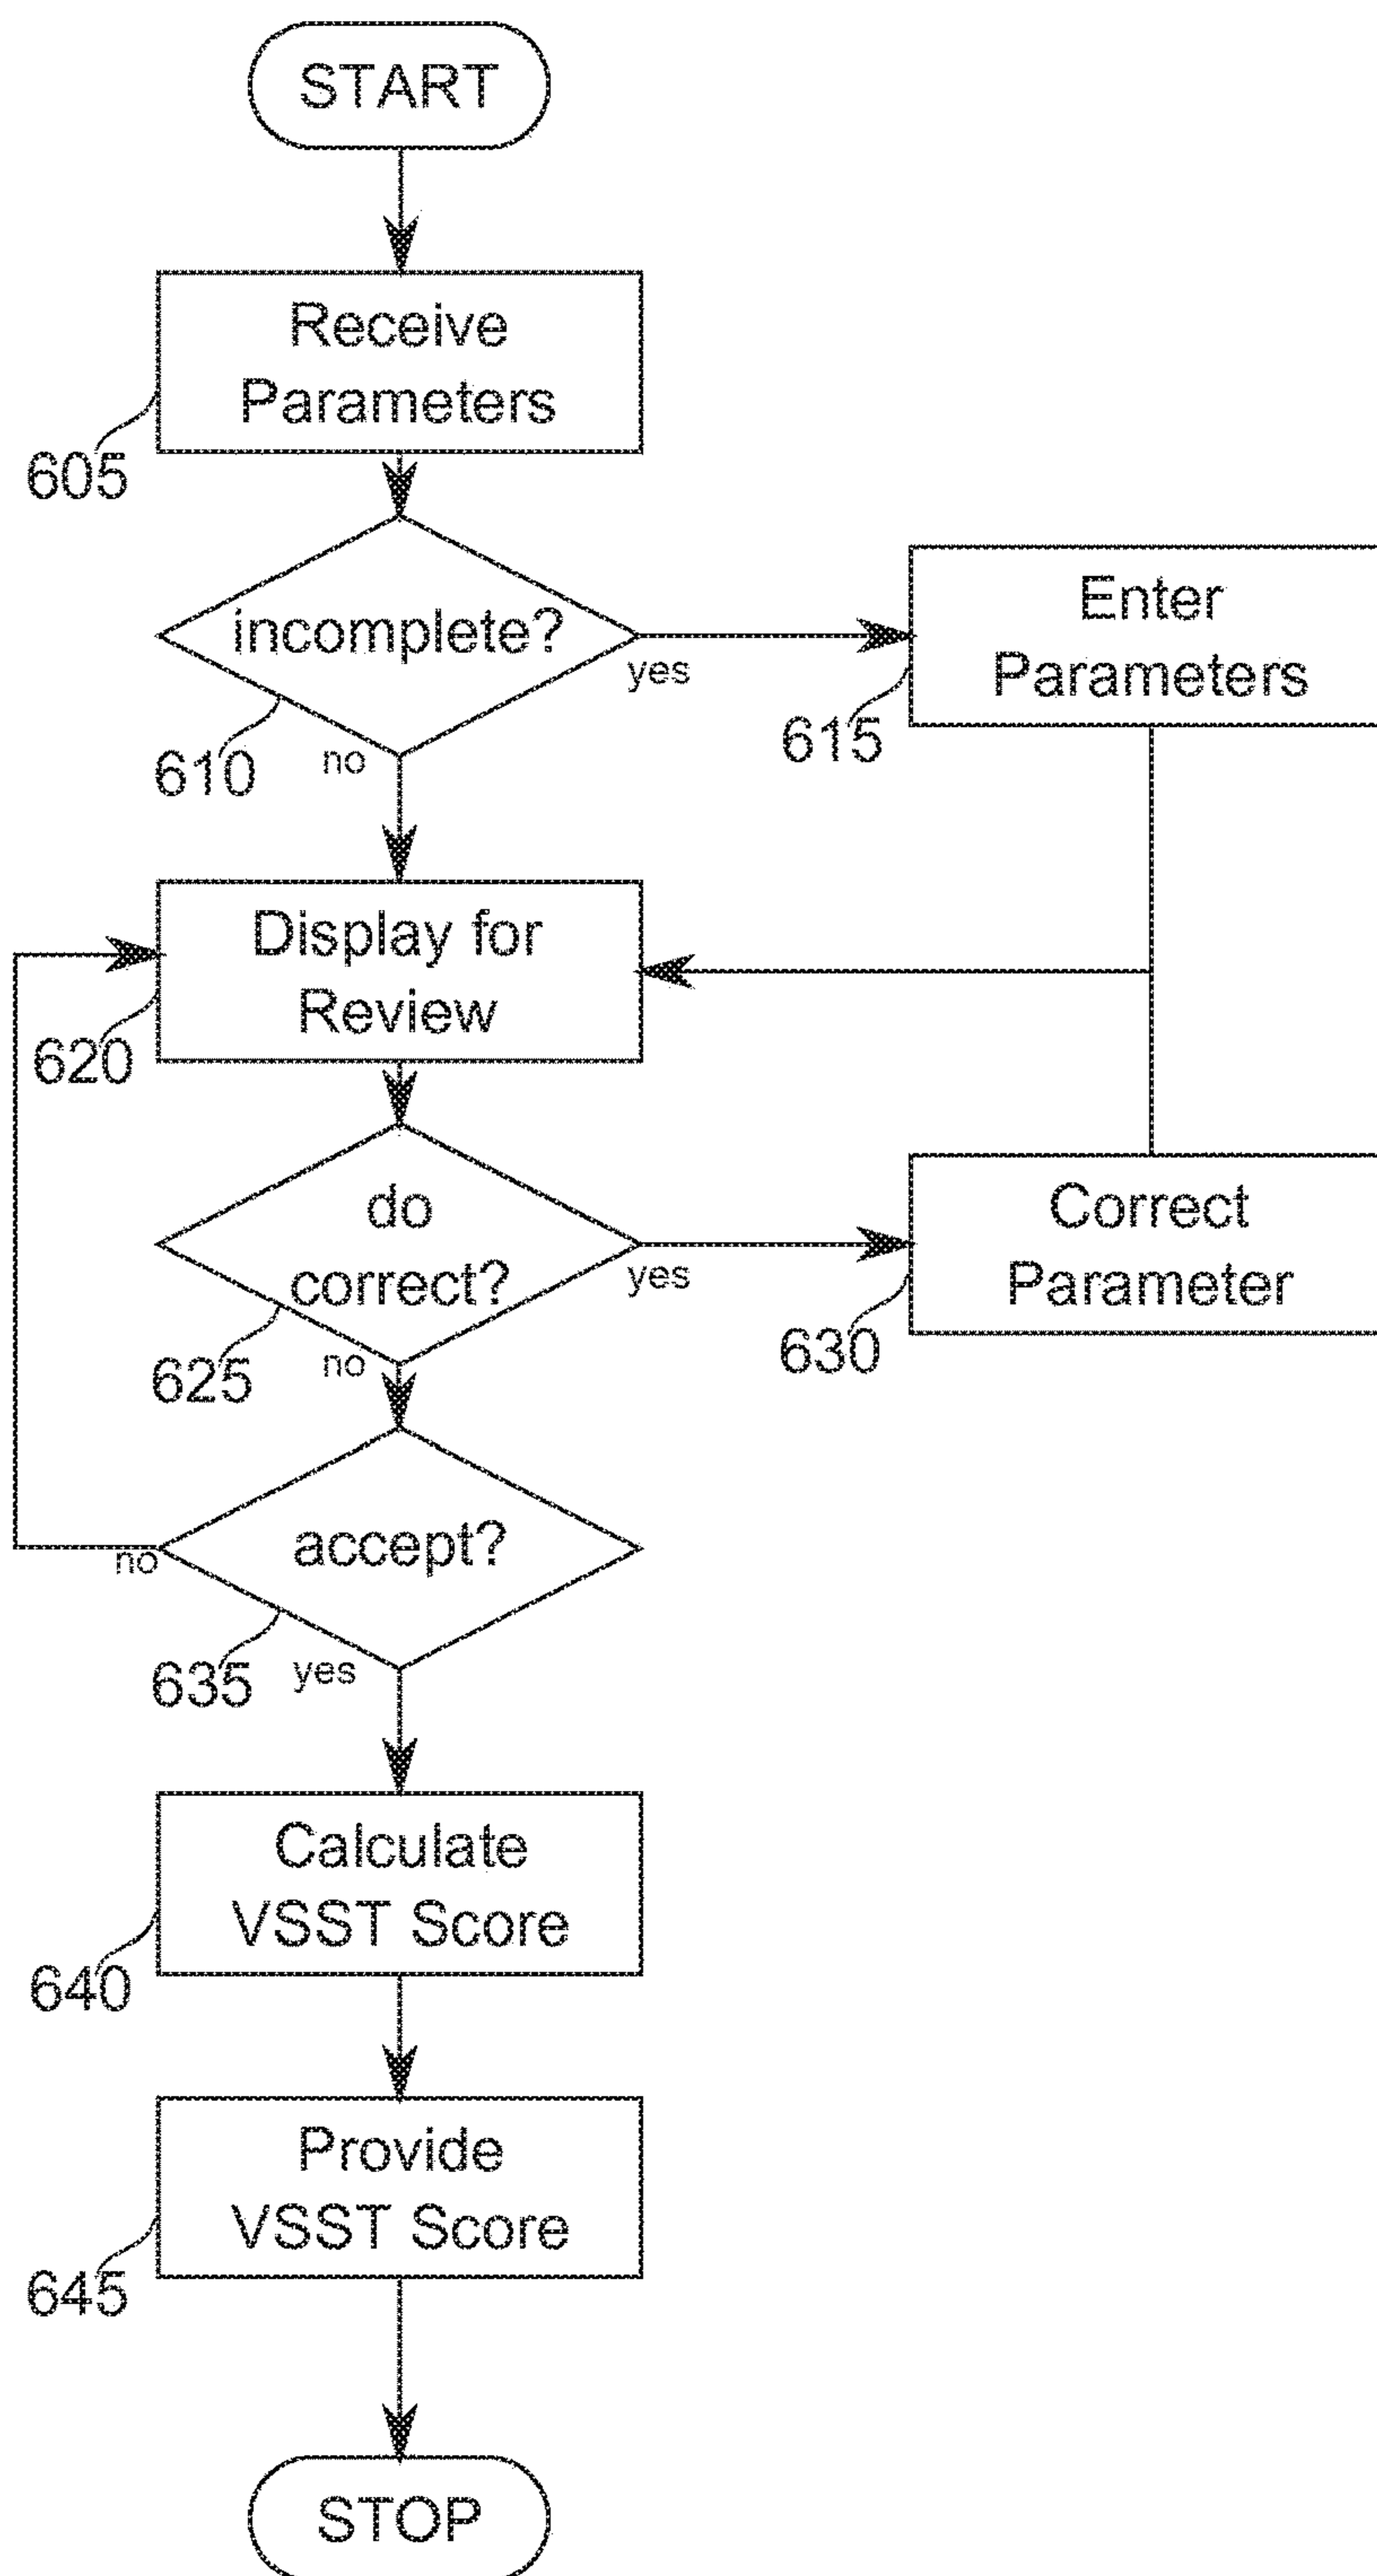 START
Receive
Parameters
605
incomplete?
yes
Enter
Parameters
615
610
no
Display for
Review
620
do
correct?
yes
Correct
Parameter
630
625
no
accept?
no
635
yes
Calculate
VSST Score
640
Provide
VSST Score
645
STOP